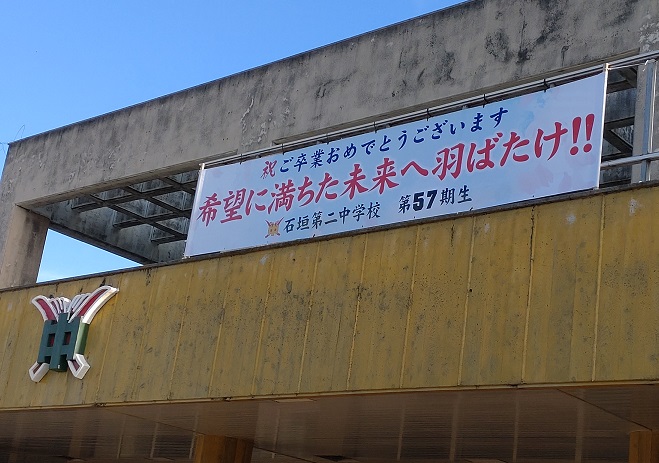 祝 ご卒業おめでとうございます
希望に満ちた未来へ羽ばたけ!!
石垣第二中学校 第57期生